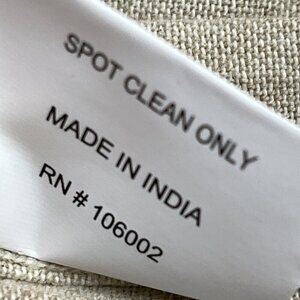 SPOT CLEAN ONLY
MADE IN INDIA
RN # 106002